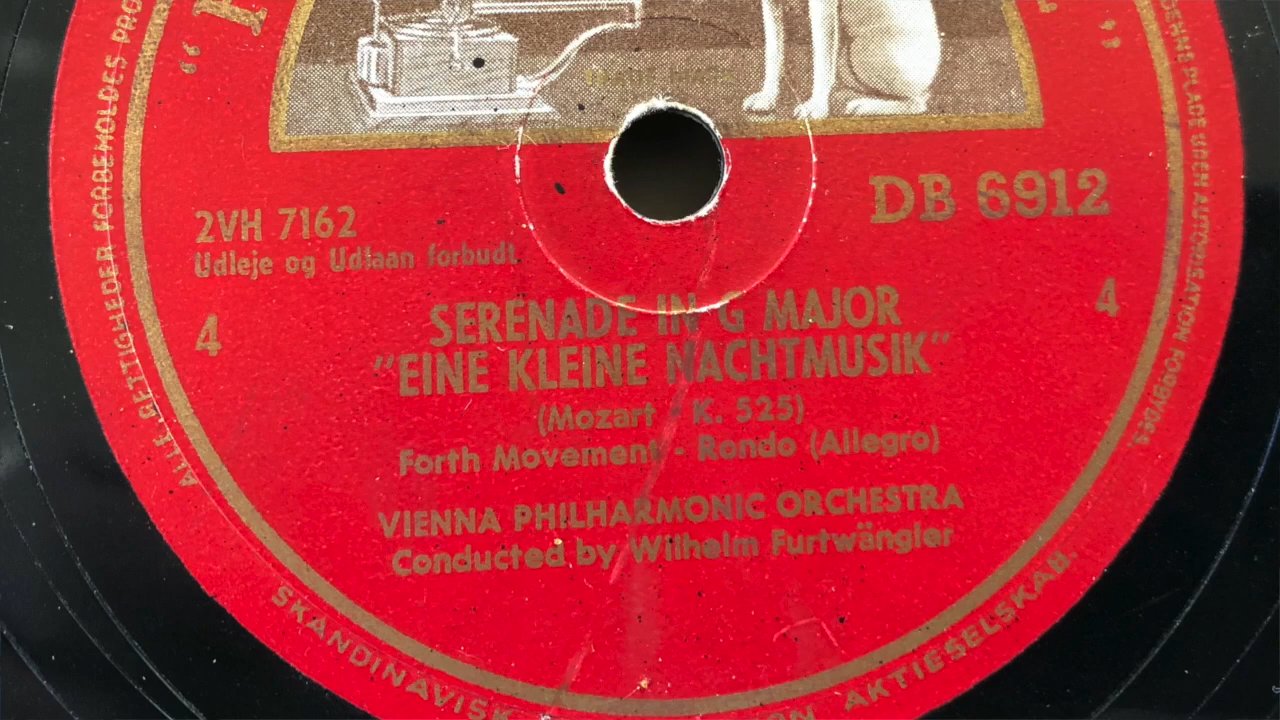 DB 6912
2VH 7162
Udleje og Udlaan forbudt.
4
4
SERENADE IN G MAJOR
"EINE KLEINE NACHTMUSIK"
(Mozart - K. 525)
Forth Movement - Rondo (Allegro)
VIENNA PHILHARMONIC ORCHESTRA
Conducted by Wilhelm Furtwängler
ALLE RETTIGHEDER FORBEHOLDES
DENNE PLADE UDEN AUTORISATION FORBYDES.
SKANDINAVISK
AKTIESELSKAB.